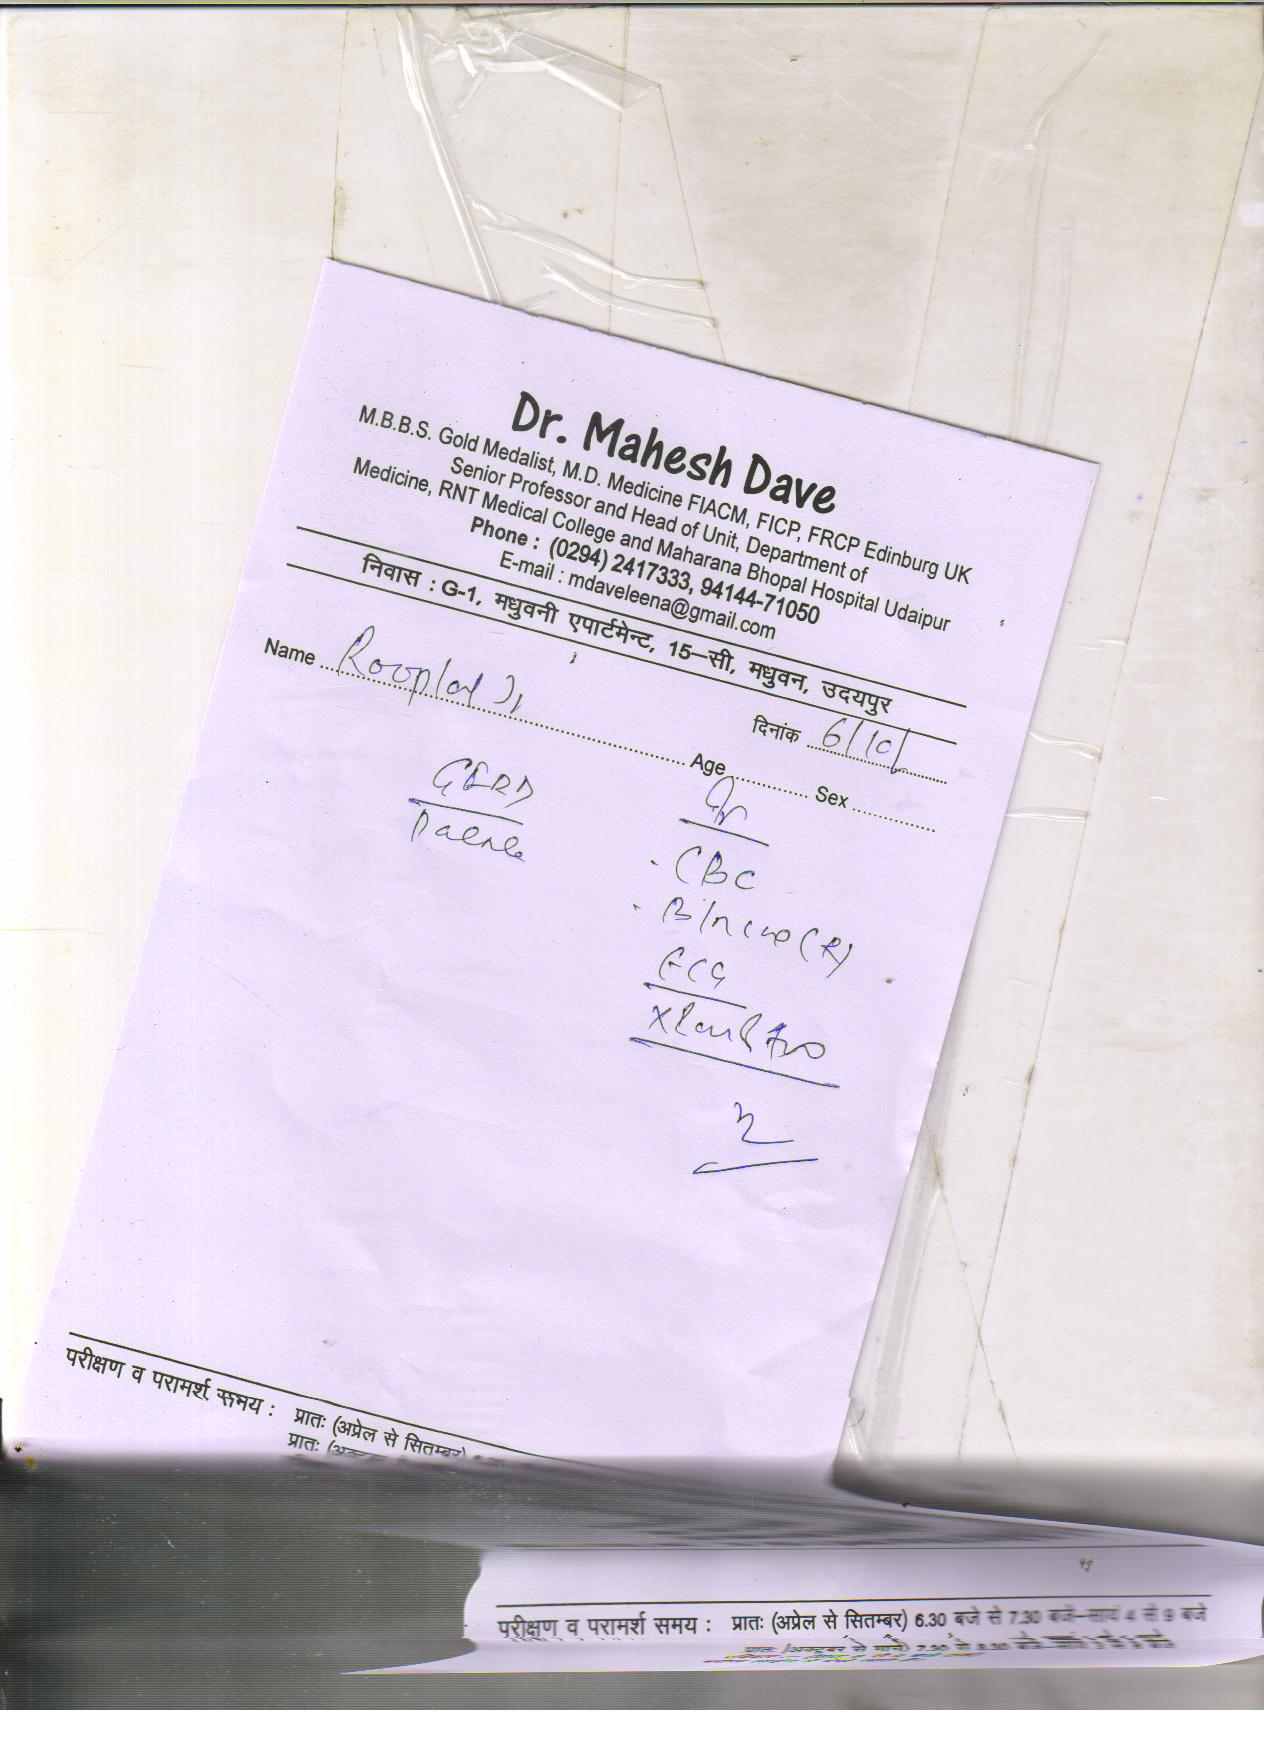 Dr. Mahesh Dave
M.B.B.S. Gold Medalist, M.D. Medicine FIACM, FICP, FRCP Edinburg UK
Senior Professor and Head of Unit, Department of
Medicine, RNT Medical College and Maharana Bhopal Hospital Udaipur
Phone : (0294) 2417333, 94144-71050
E-mail : mdaveleena@gmail.com
निवास : G-1, मधुवनी एपार्टमेन्ट, 15–सी, मधुवन, उदयपुर
दिनांक 6/10/
Name Rooplal Ji Age Sex
GERD
CBC
(R)
ECG
परीक्षण व परामर्श समय : प्रातः (अप्रेल से सितम्बर)
प्रातः
परीक्षण व परामर्श समय : प्रातः (अप्रेल से सितम्बर) 6.30 बजे से 7.30 बजे–सायं 4 से 9 बजे